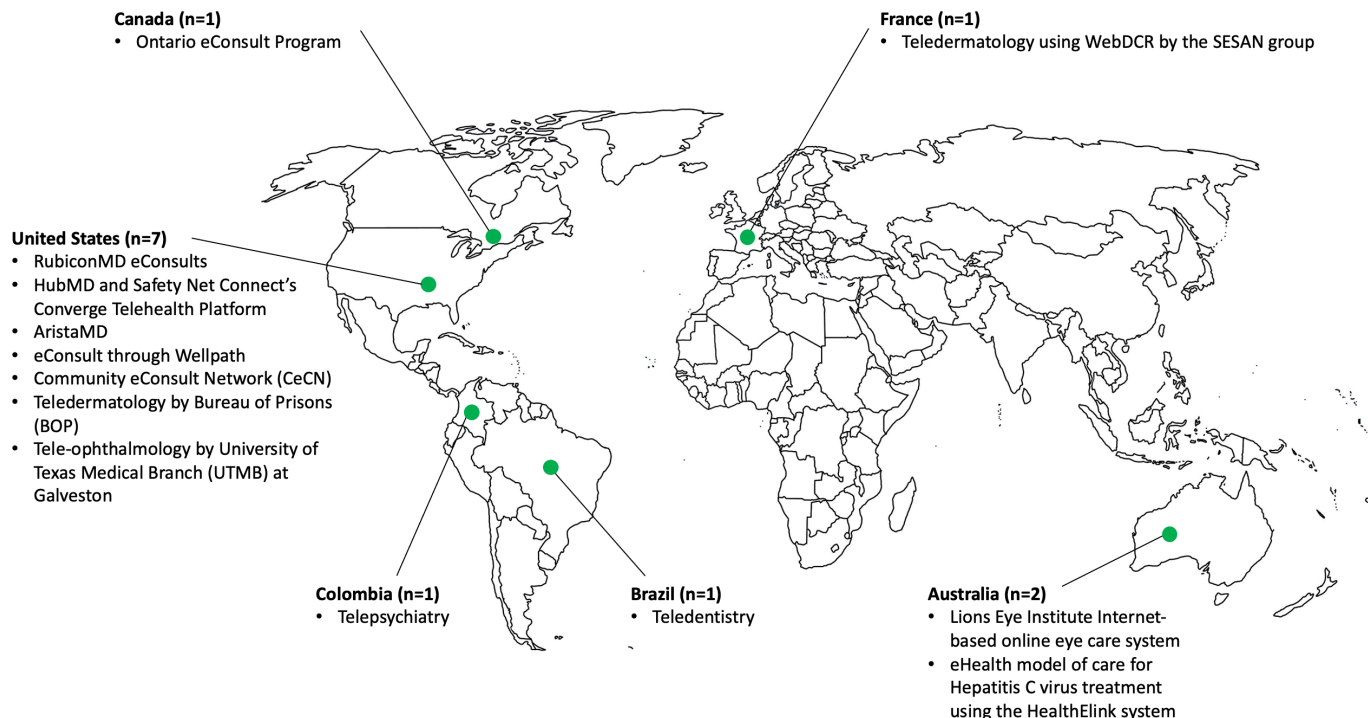 Canada (n=1)
• Ontario eConsult Program
France (n=1)
• Teledermatology using WebDCR by the SESAN group
United States (n=7)
• RubiconMD eConsults
• HubMD and Safety Net Connect's
Converge Telehealth Platform
• AristaMD
• eConsult through Wellpath
• Community eConsult Network (CeCN)
• Teledermatology by Bureau of Prisons
(BOP)
• Tele-ophthalmology by University of
Texas Medical Branch (UTMB) at
Galveston
Colombia (n=1)
• Telepsychiatry
Brazil (n=1)
• Teledentistry
Australia (n=2)
• Lions Eye Institute Internet-
based online eye care system
• eHealth model of care for
Hepatitis C virus treatment
using the HealthElink system